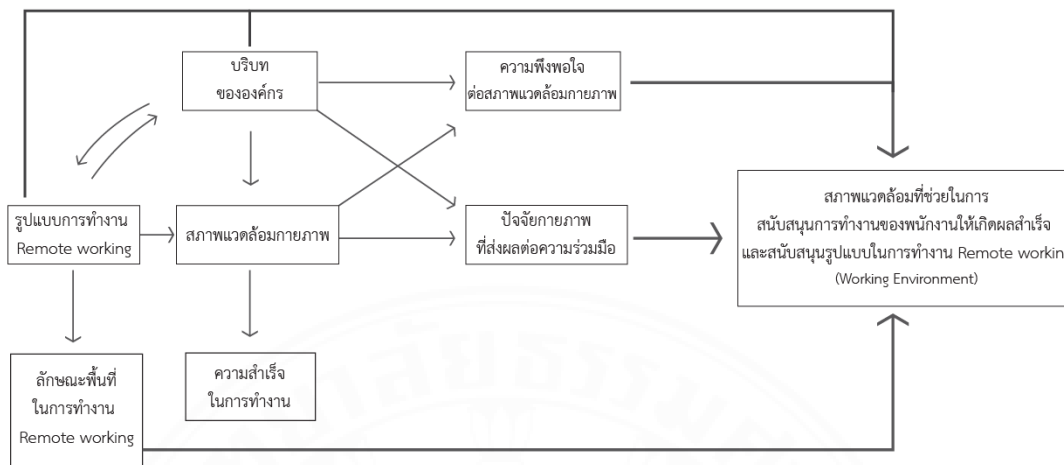 บริบท
ขององค์กร
ความพึงพอใจ
ต่อสภาพแวดล้อมกายภาพ
รูปแบบการทำงาน
Remote working
สภาพแวดล้อมกายภาพ
ปัจจัยกายภาพ
ที่ส่งผลต่อความร่วมมือ
สภาพแวดล้อมที่ช่วยในการ
สนับสนุนการทำงานของพนักงานให้เกิดผลสำเร็จ
และสนับสนุนรูปแบบในการทำงาน Remote workin
(Working Environment)
ลักษณะพื้นที่
ในการทำงาน
Remote working
ความสำเร็จ
ในการทำงาน